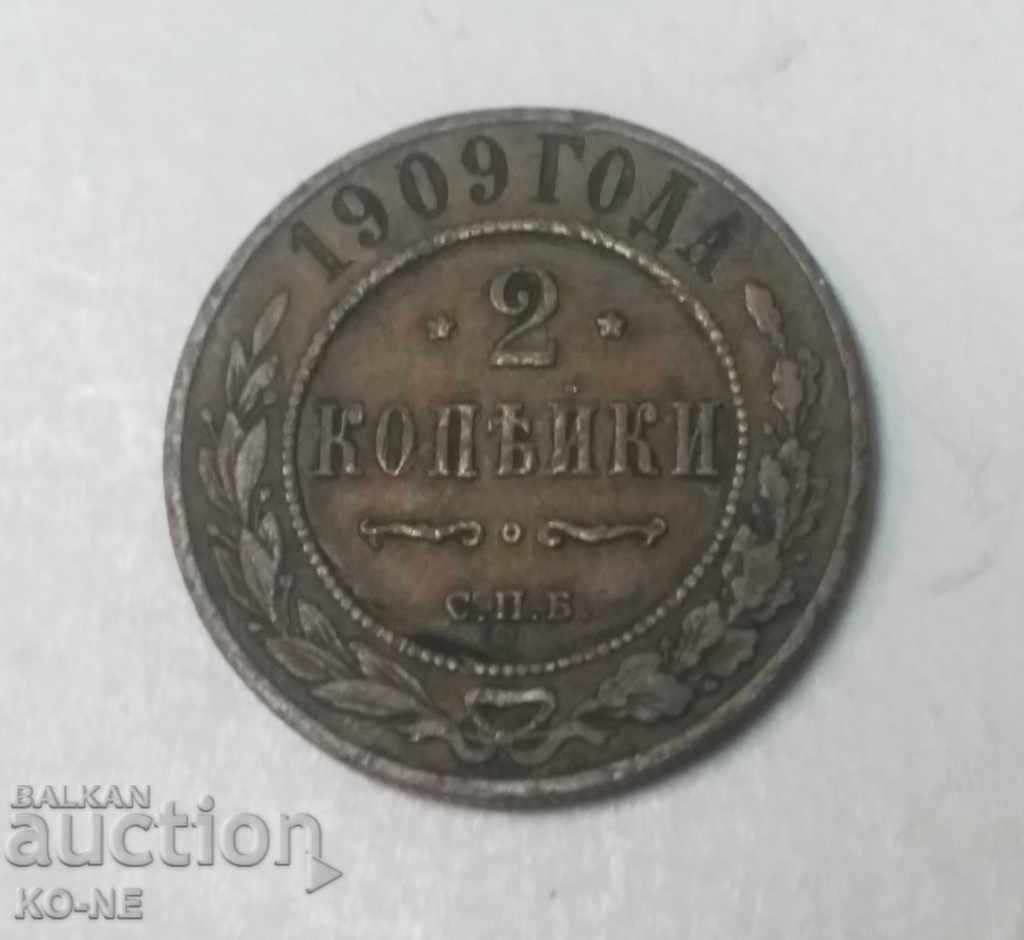 1909 ГОДА
* 2 *
КОПѢЙКИ
С.П.Б.
BALKAN
auction
KO-NE